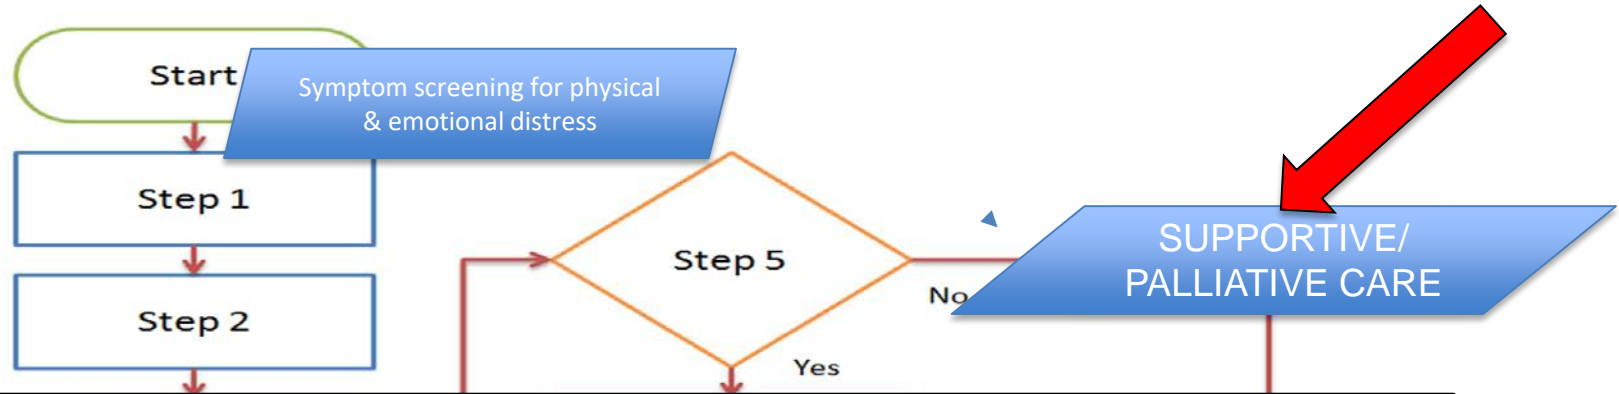 Start
Symptom screening for physical
& emotional distress
Step 1
Step 2
Step 5
No
Yes
SUPPORTIVE/
PALLIATIVE CARE